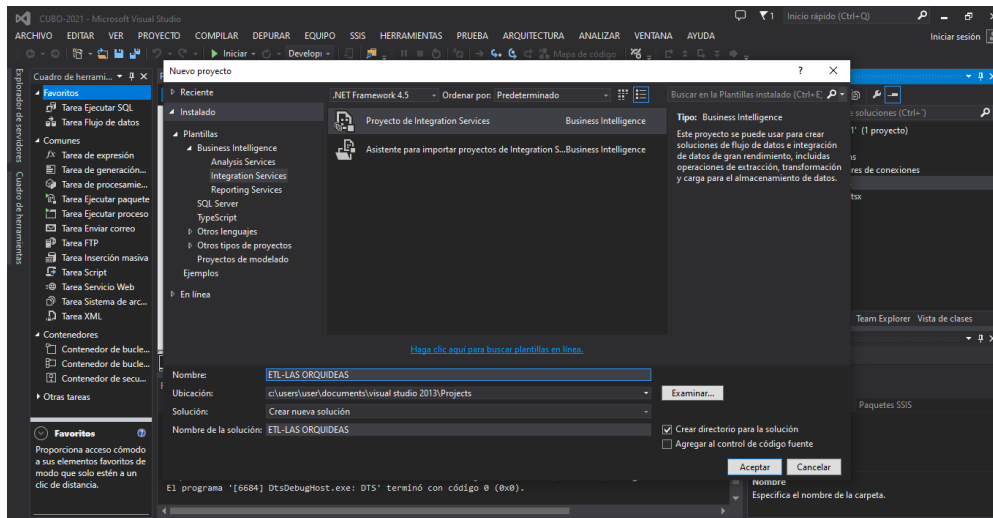 CUBO-2021 - Microsoft Visual Studio
1
Inicio rápido (Ctrl+Q)
ARCHIVO EDITAR VER PROYECTO COMPILAR DEPURAR EQUIPO SSIS HERRAMIENTAS PRUEBA ARQUITECTURA ANALIZAR VENTANA AYUDA
Iniciar sesión
Iniciar
Develop
Mapa de código
Explorador de servidores
Cuadro de herramientas
Cuadro de herrami...
Favoritos
Tarea Ejecutar SQL
Tarea Flujo de datos
Comunes
Tarea de expresión
Tarea de generación...
Tarea de procesamie...
Tarea Ejecutar paquete
Tarea Ejecutar proceso
Tarea Enviar correo
Tarea FTP
Tarea Inserción masiva
Tarea Script
Tarea Servicio Web
Tarea Sistema de arc...
Tarea XML
Contenedores
Contenedor de bucle...
Contenedor de bucle...
Contenedor de secu...
Otras tareas
Favoritos
Proporciona acceso cómodo
a sus elementos favoritos de
modo que solo estén a un
clic de distancia.
Nuevo proyecto
? X
Reciente
Instalado
Plantillas
Business Intelligence
Analysis Services
Integration Services
Reporting Services
SQL Server
TypeScript
Otros lenguajes
Otros tipos de proyectos
Proyectos de modelado
Ejemplos
En línea
.NET Framework 4.5
Ordenar por: Predeterminado
Buscar en la Plantillas instalado (Ctrl+E)
Proyecto de Integration Services Business Intelligence
Asistente para importar proyectos de Integration S...Business Intelligence
Tipo: Business Intelligence
Este proyecto se puede usar para crear
soluciones de flujo de datos e integración
de datos de gran rendimiento, incluidas
operaciones de extracción, transformación
y carga para el almacenamiento de datos.
Haga clic aquí para buscar plantillas en línea.
Nombre: ETL-LAS ORQUIDEAS
Ubicación: c:\users\user\documents\visual studio 2013\Projects
Examinar...
Solución: Crear nueva solución
Nombre de la solución: ETL-LAS ORQUIDEAS
Crear directorio para la solución
Agregar al control de código fuente
Aceptar Cancelar
e soluciones (Ctrl+´)
1' (1 proyecto)
res de conexiones
tsx
Team Explorer Vista de clases
Paquetes SSIS
El programa '[6684] DtsDebugHost.exe: DTS' terminó con código 0 (0x0).
Nombre
Especifica el nombre de la carpeta.